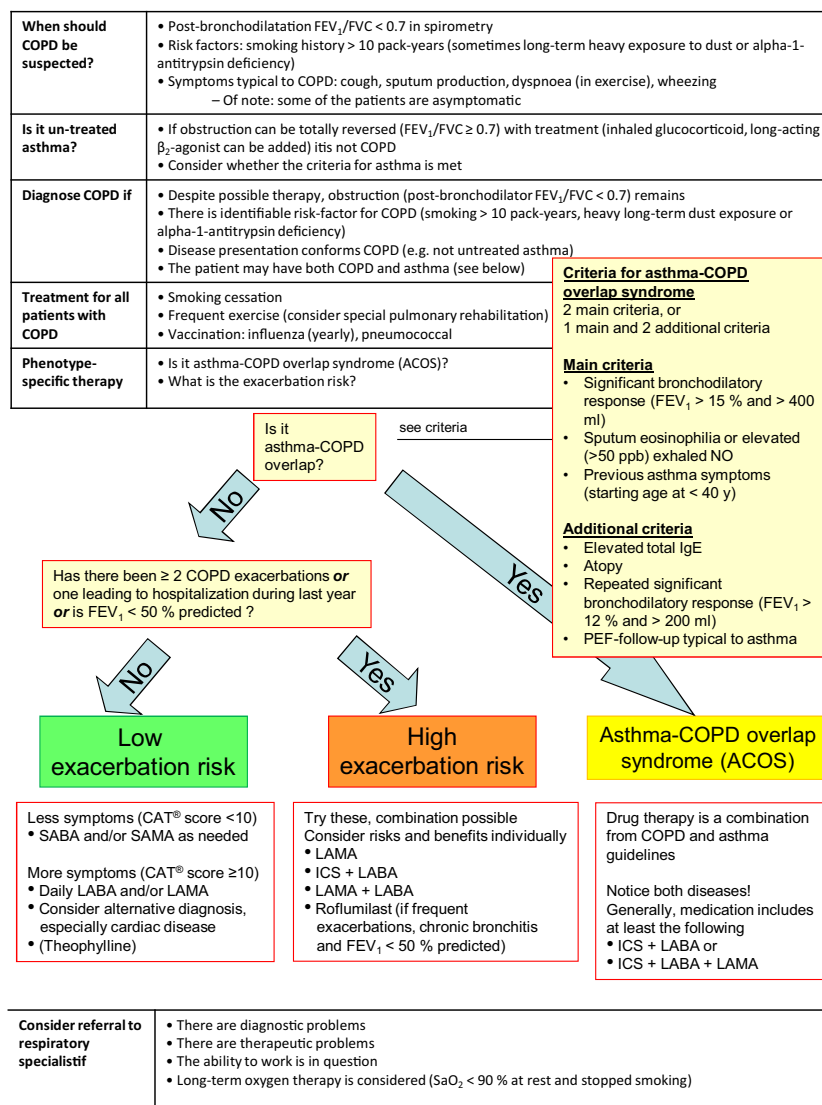 When should COPD be suspected?
• Post-bronchodilatation FEV₁/FVC < 0.7 in spirometry
• Risk factors: smoking history > 10 pack-years (sometimes long-term heavy exposure to dust or alpha-1-
antitrypsin deficiency)
• Symptoms typical to COPD: cough, sputum production, dyspnoea (in exercise), wheezing
– Of note: some of the patients are asymptomatic
Is it un-treated
asthma?
• If obstruction can be totally reversed (FEV₁/FVC ≥ 0.7) with treatment (inhaled glucocorticoid, long-acting
β₂-agonist can be added) itis not COPD
• Consider whether the criteria for asthma is met
Diagnose COPD if
• Despite possible therapy, obstruction (post-bronchodilator FEV₁/FVC < 0.7) remains
• There is identifiable risk-factor for COPD (smoking > 10 pack-years, heavy long-term dust exposure or
alpha-1-antitrypsin deficiency)
• Disease presentation conforms COPD (e.g. not untreated asthma)
• The patient may have both COPD and asthma (see below)
Treatment for all
patients with
COPD
• Smoking cessation
• Frequent exercise (consider special pulmonary rehabilitation)
• Vaccination: influenza (yearly), pneumococcal
Phenotype-
specific therapy
• Is it asthma-COPD overlap syndrome (ACOS)?
• What is the exacerbation risk?
Criteria for asthma-COPD
overlap syndrome
2 main criteria, or
1 main and 2 additional criteria
Main criteria
• Significant bronchodilatory
response (FEV₁ > 15 % and > 400
ml)
• Sputum eosinophilia or elevated
(>50 ppb) exhaled NO
• Previous asthma symptoms
(starting age at < 40 y)
Additional criteria
• Elevated total IgE
• Atopy
• Repeated significant
bronchodilatory response (FEV₁ >
12 % and > 200 ml)
• PEF-follow-up typical to asthma
Is it
asthma-COPD
overlap?
see criteria
No
Yes
Has there been ≥ 2 COPD exacerbations or
one leading to hospitalization during last year
or is FEV₁ < 50 % predicted ?
No
Yes
Low
exacerbation risk
High
exacerbation risk
Asthma-COPD overlap
syndrome (ACOS)
Less symptoms (CAT® score <10)
• SABA and/or SAMA as needed
More symptoms (CAT® score ≥10)
• Daily LABA and/or LAMA
• Consider alternative diagnosis,
especially cardiac disease
• (Theophylline)
Try these, combination possible
Consider risks and benefits individually
• LAMA
• ICS + LABA
• LAMA + LABA
• Roflumilast (if frequent
exacerbations, chronic bronchitis
and FEV₁ < 50 % predicted)
Drug therapy is a combination
from COPD and asthma
guidelines
Notice both diseases!
Generally, medication includes
at least the following
• ICS + LABA or
• ICS + LABA + LAMA
Consider referral to
respiratory
specialistif
• There are diagnostic problems
• There are therapeutic problems
• The ability to work is in question
• Long-term oxygen therapy is considered (SaO₂ < 90 % at rest and stopped smoking)